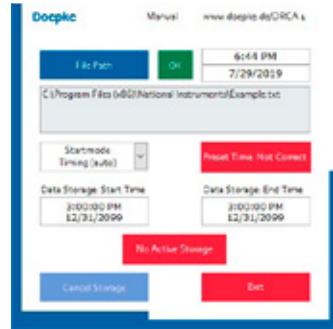 Doepke Manual www.doepke.de/ORCA
File Path OK 6:44 PM
7/29/2019
C:\Program Files (x86)\National Instruments\Example.txt
Startmode
Timing (auto) Preset Time: Not Correct
Data Storage: Start Time Data Storage: End Time
3:00:00 PM 3:00:00 PM
12/31/2099 12/31/2099
No Active Storage
Cancel Storage Exit